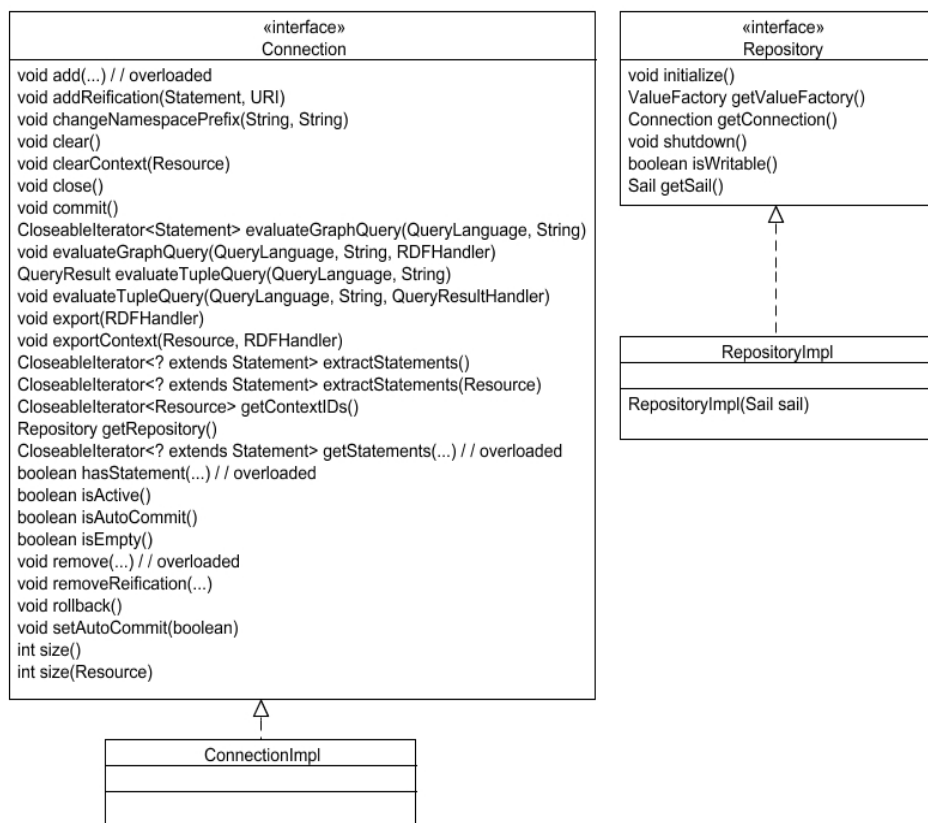 «interface»
Connection
void add(...) / / overloaded
void addReification(Statement, URI)
void changeNamespacePrefix(String, String)
void clear()
void clearContext(Resource)
void close()
void commit()
CloseableIterator<Statement> evaluateGraphQuery(QueryLanguage, String)
void evaluateGraphQuery(QueryLanguage, String, RDFHandler)
QueryResult evaluateTupleQuery(QueryLanguage, String)
void evaluateTupleQuery(QueryLanguage, String, QueryResultHandler)
void export(RDFHandler)
void exportContext(Resource, RDFHandler)
CloseableIterator<? extends Statement> extractStatements()
CloseableIterator<? extends Statement> extractStatements(Resource)
CloseableIterator<Resource> getContextIDs()
Repository getRepository()
CloseableIterator<? extends Statement> getStatements(...) / / overloaded
boolean hasStatement(...) / / overloaded
boolean isActive()
boolean isAutoCommit()
boolean isEmpty()
void remove(...) / / overloaded
void removeReification(...)
void rollback()
void setAutoCommit(boolean)
int size()
int size(Resource)
ConnectionImpl
«interface»
Repository
void initialize()
ValueFactory getValueFactory()
Connection getConnection()
void shutdown()
boolean isWritable()
Sail getSail()
RepositoryImpl
RepositoryImpl(Sail sail)